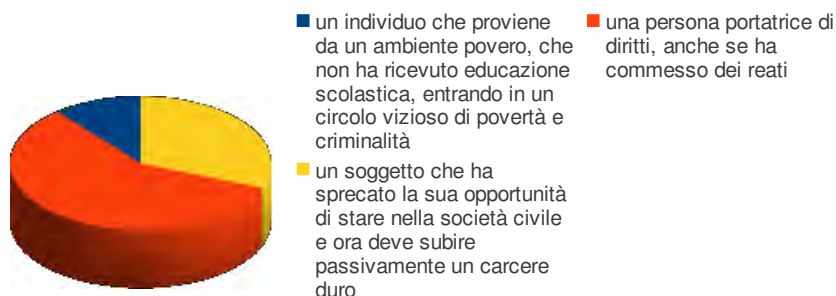 un individuo che proviene
da un ambiente povero, che
non ha ricevuto educazione
scolastica, entrando in un
circolo vizioso di povertà e
criminalità
una persona portatrice di
diritti, anche se ha
commesso dei reati
un soggetto che ha
sprecato la sua opportunità
di stare nella società civile
e ora deve subire
passivamente un carcere
duro